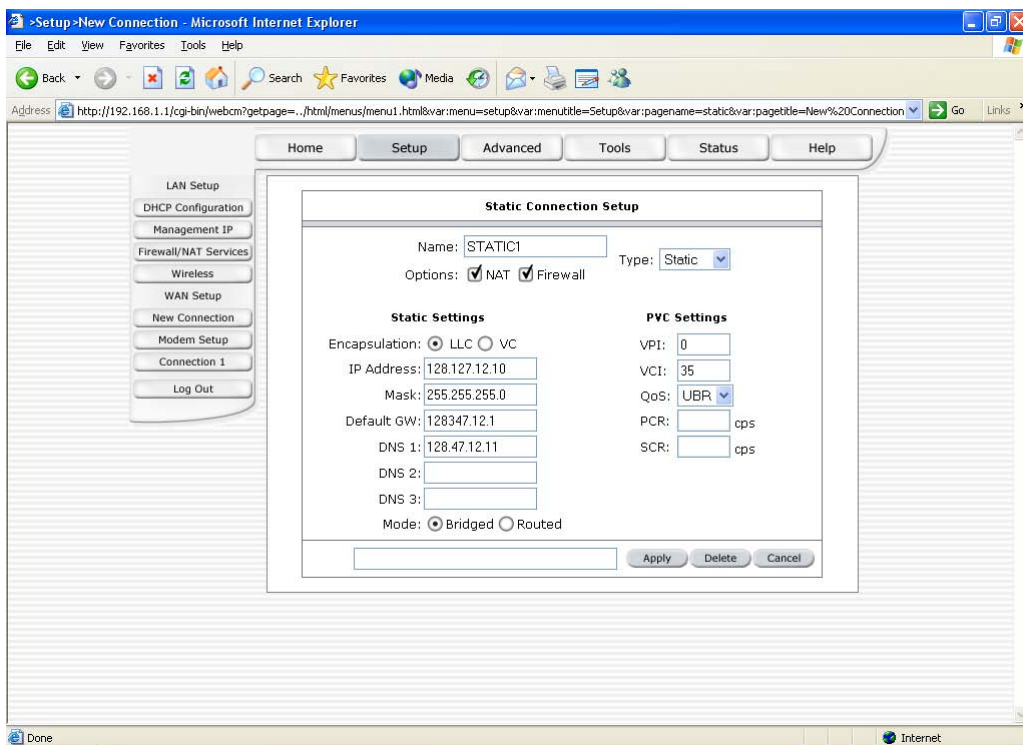 >Setup>New Connection - Microsoft Internet Explorer
File Edit View Favorites Tools Help
Back Search Favorites Media
Address http://192.168.1.1/cgi-bin/webcm?getpage=../html/menus/menu1.html&var:menu=setup&var:menutitle=Setup&var:pagename=static&var:pagetitle=New%20Connection Go Links »
Home Setup Advanced Tools Status Help
LAN Setup
DHCP Configuration
Management IP
Firewall/NAT Services
Wireless
WAN Setup
New Connection
Modem Setup
Connection 1
Log Out
Static Connection Setup
Name: STATIC1
Type: Static
Options: NAT Firewall
Static Settings
Encapsulation: LLC VC
IP Address: 128.127.12.10
Mask: 255.255.255.0
Default GW: 128347.12.1
DNS 1: 128.47.12.11
DNS 2:
DNS 3:
Mode: Bridged Routed
PVC Settings
VPI: 0
VCI: 35
QoS: UBR
PCR: cps
SCR: cps
Apply Delete Cancel
Done Internet